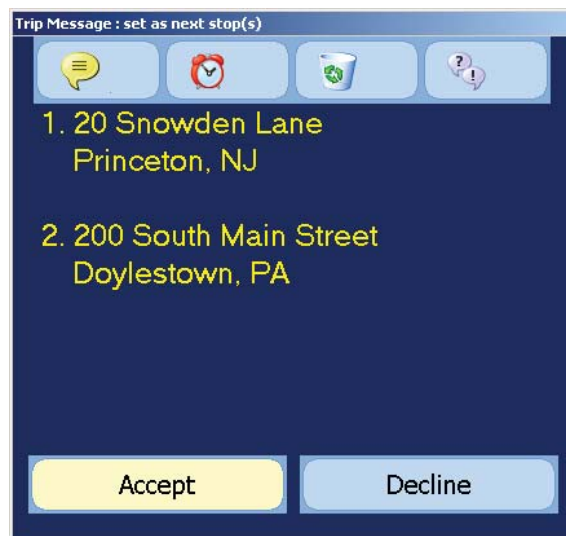 Trip Message : set as next stop(s)
? !
1. 20 Snowden Lane
Princeton, NJ
2. 200 South Main Street
Doylestown, PA
Accept
Decline